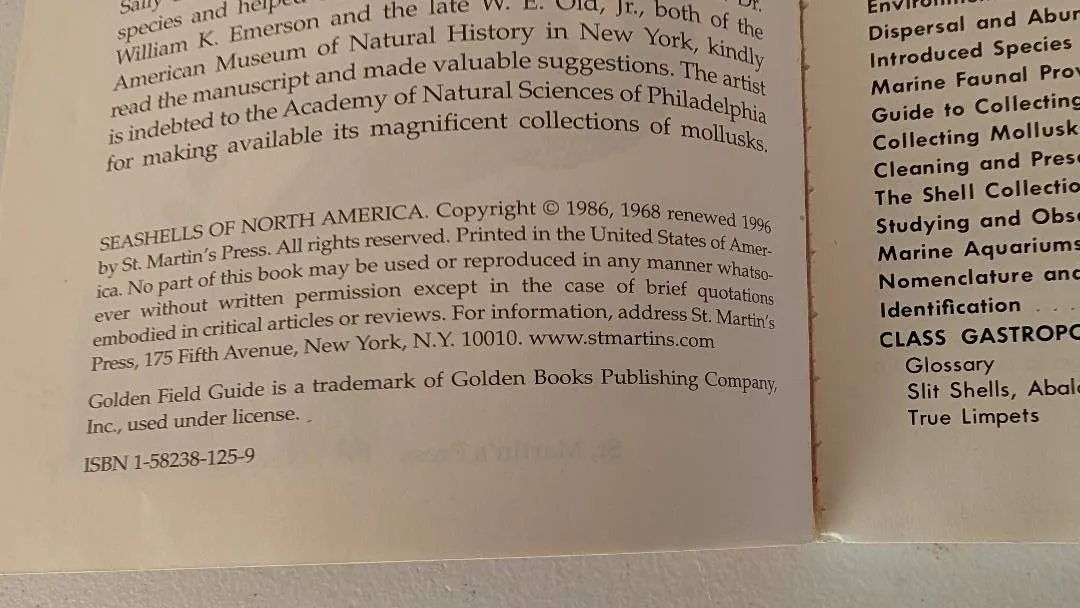 Sally
species and helped
William K. Emerson and the late W. E. Old, Jr., both of the
American Museum of Natural History in New York, kindly
read the manuscript and made valuable suggestions. The artist
is indebted to the Academy of Natural Sciences of Philadelphia
for making available its magnificent collections of mollusks.
SEASHELLS OF NORTH AMERICA. Copyright © 1986, 1968 renewed 1996
by St. Martin's Press. All rights reserved. Printed in the United States of Amer-
ica. No part of this book may be used or reproduced in any manner whatso-
ever without written permission except in the case of brief quotations
embodied in critical articles or reviews. For information, address St. Martin's
Press, 175 Fifth Avenue, New York, N.Y. 10010. www.stmartins.com
Golden Field Guide is a trademark of Golden Books Publishing Company,
Inc., used under license.
ISBN 1-58238-125-9
Dispersal and Abun
Introduced Species
Marine Faunal Prov
Guide to Collecting
Collecting Mollusk
Cleaning and Prese
The Shell Collectio
Studying and Obse
Marine Aquariums
Nomenclature and
Identification . . .
CLASS GASTROPO
Glossary
Slit Shells, Abal
True Limpets